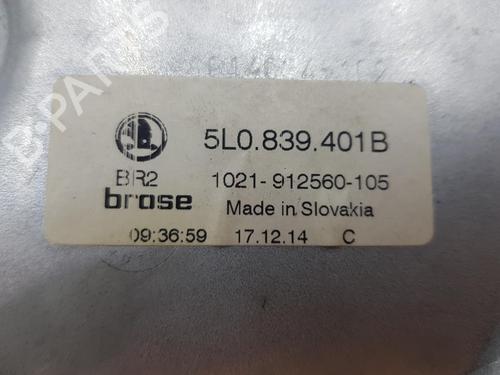 B-PARTS
5L0.839.401B
BR2
1021-912560-105
brose
Made in Slovakia
09:36:59 17.12.14 C